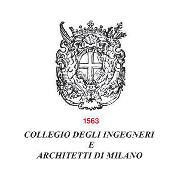 1563
COLLEGIO DEGLI INGEGNERI
E
ARCHITETTI DI MILANO